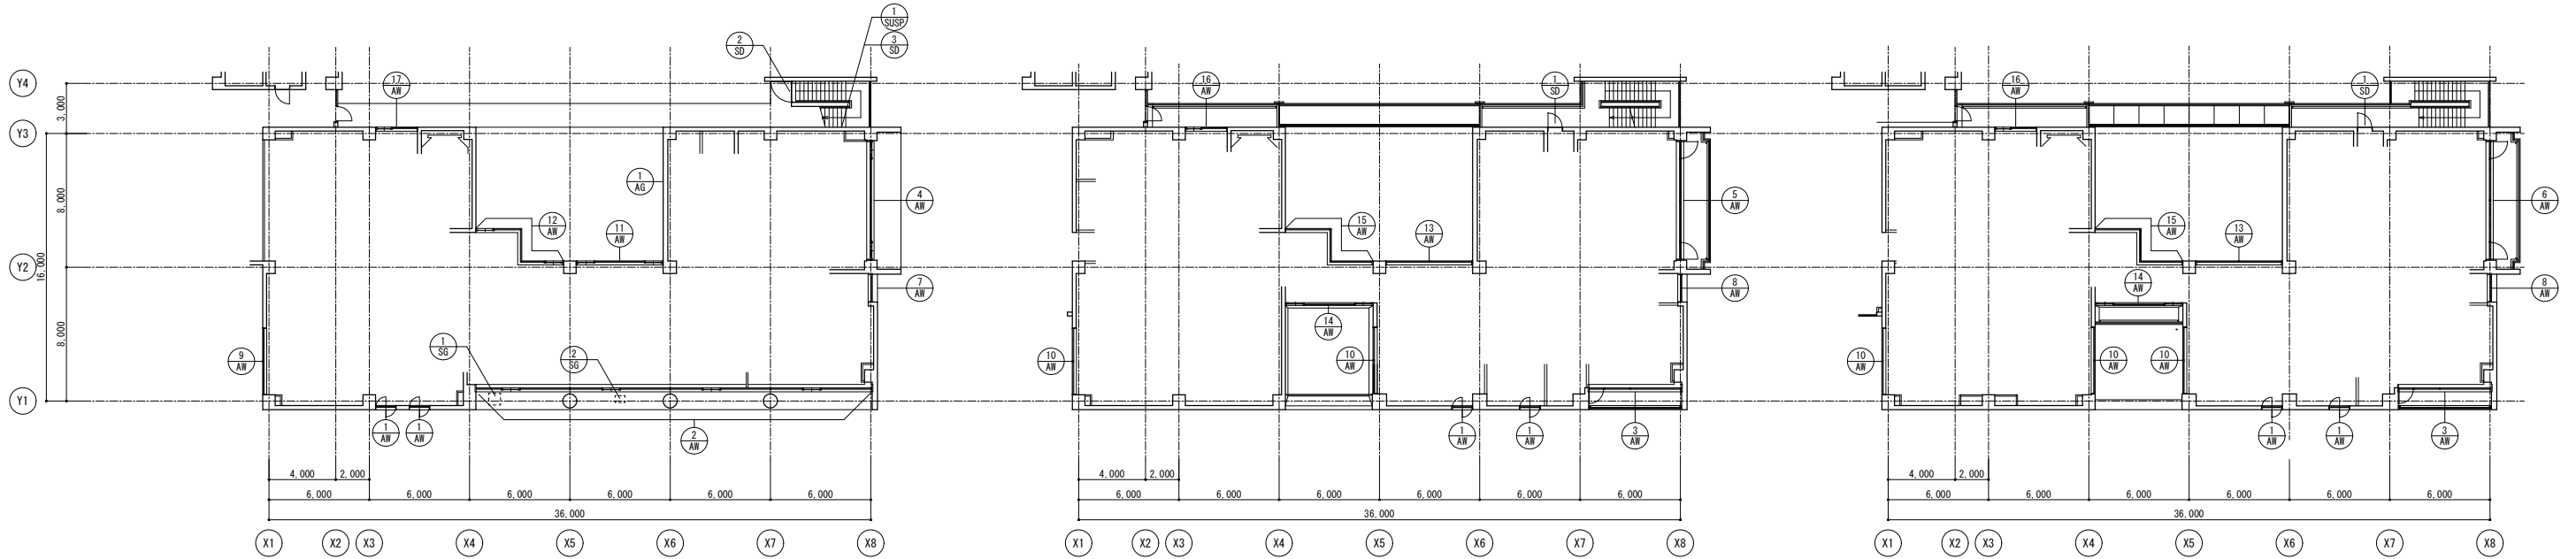 1
SUSP
2
SD
3
SD
Y4
17
AW
16
AW
1
SD
16
AW
1
SD
3,000
Y3
8,000
1
AG
4
AW
5
AW
6
AW
12
AW
11
AW
15
AW
13
AW
15
AW
13
AW
Y2
16,000
7
AW
8
AW
14
AW
8
AW
8,000
14
AW
1
SG
2
SG
9
AW
10
AW
10
AW
10
AW
10
AW
10
AW
Y1
1
AW
1
AW
2
AW
1
AW
1
AW
3
AW
1
AW
1
AW
3
AW
4,000 2,000
6,000 6,000 6,000 6,000 6,000 6,000
36,000
X1 X2 X3 X4 X5 X6 X7 X8
4,000 2,000
6,000 6,000 6,000 6,000 6,000 6,000
36,000
X1 X2 X3 X4 X5 X6 X7 X8
4,000 2,000
6,000 6,000 6,000 6,000 6,000 6,000
36,000
X1 X2 X3 X4 X5 X6 X7 X8